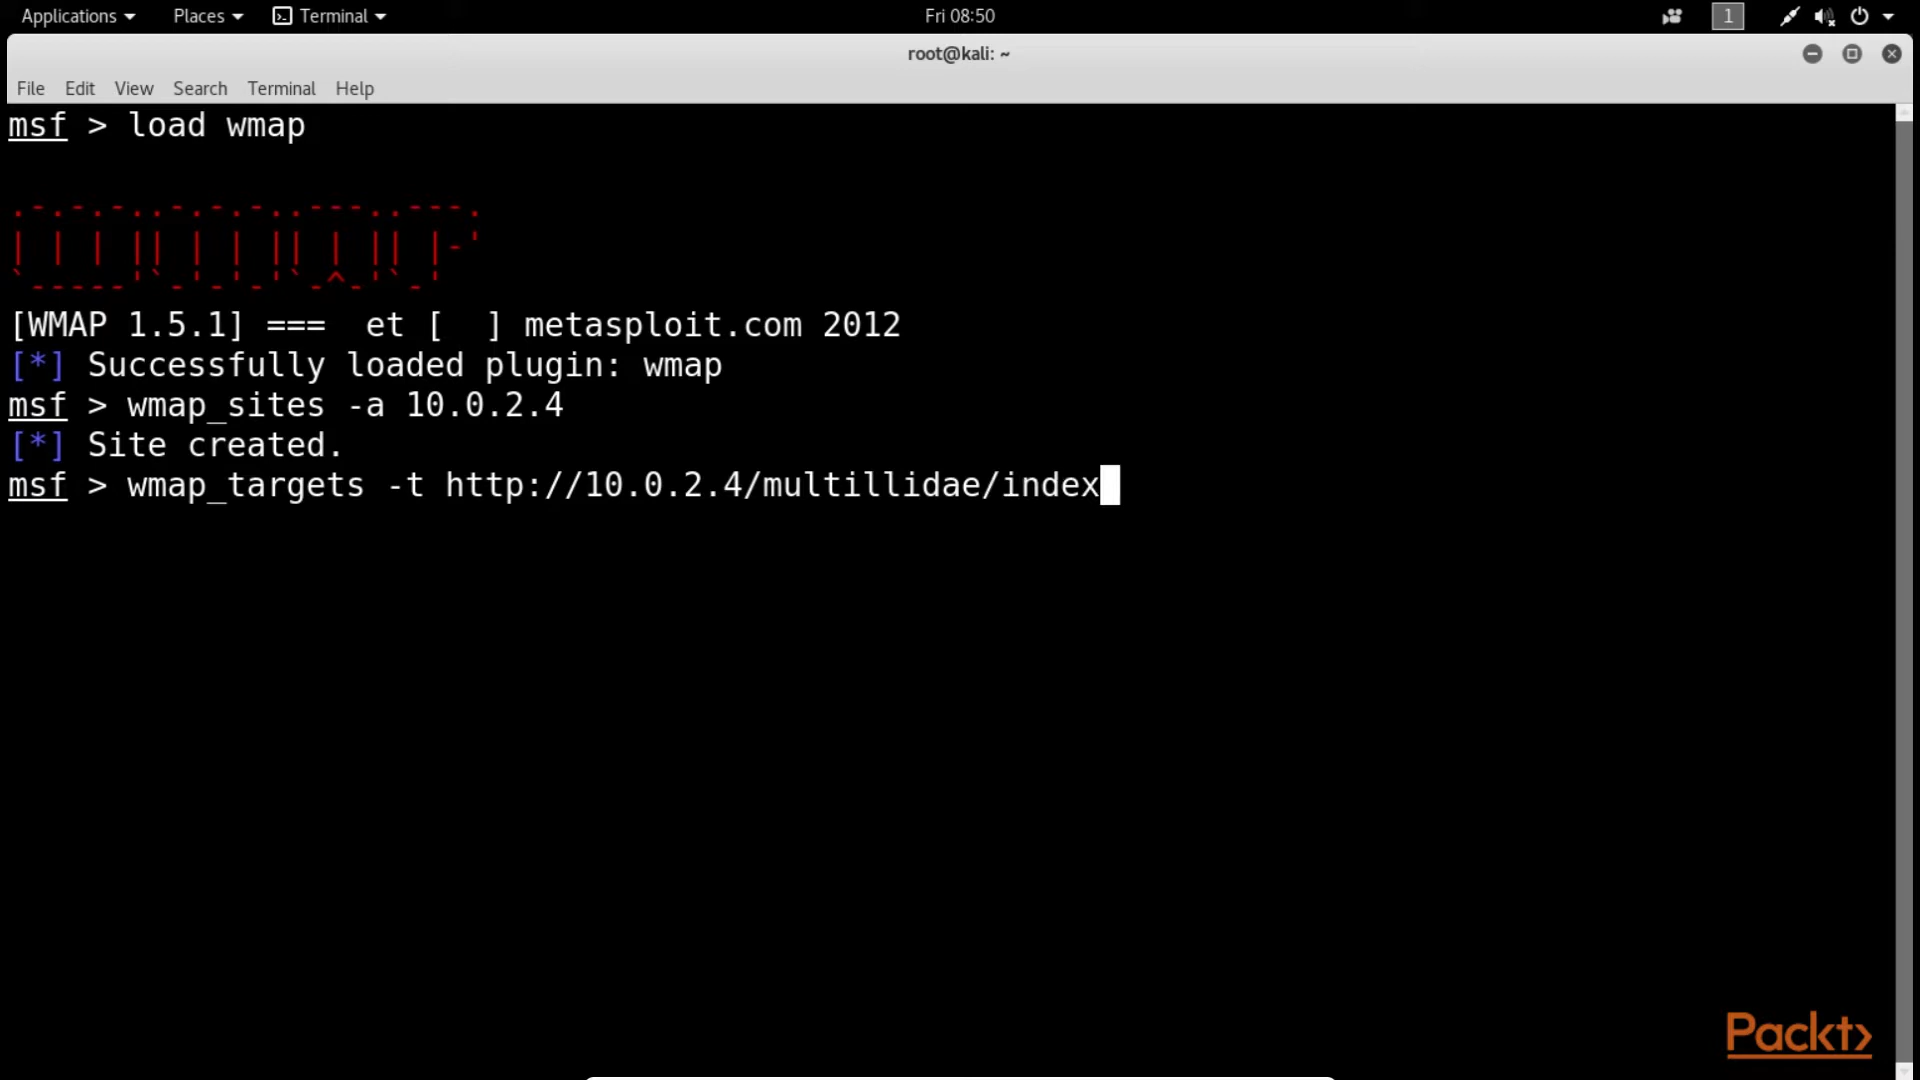 Applications Places Terminal Fri 08:50 1
root@kali: ~
File Edit View Search Terminal Help
msf > load wmap
.-.-.-..-.-.-..---..---.
| | | || | | || | || |-'
`-----'`-'-'-'`-^-'`-'
[WMAP 1.5.1] ===  et [  ] metasploit.com 2012
[*] Successfully loaded plugin: wmap
msf > wmap_sites -a 10.0.2.4
[*] Site created.
msf > wmap_targets -t http://10.0.2.4/multillidae/index
Packt>